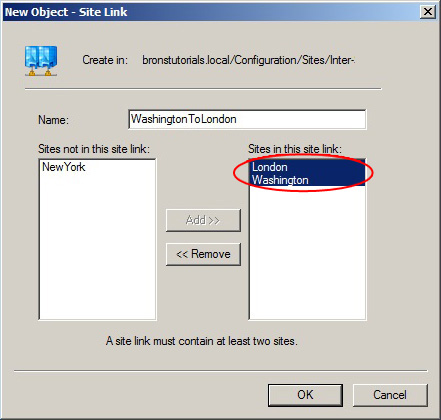 New Object - Site Link
Create in: bronstutorials.local/Configuration/Sites/Inter-
Name: WashingtonToLondon
Sites not in this site link: Sites in this site link:
NewYork London
Washington
Add >>
<< Remove
A site link must contain at least two sites.
OK Cancel